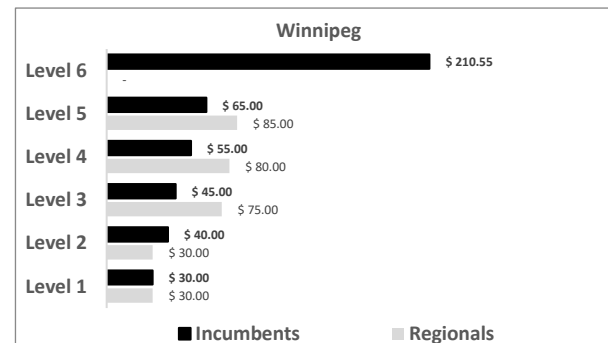 Winnipeg
Level 6
$ 210.55
-
Level 5
$ 65.00
$ 85.00
Level 4
$ 55.00
$ 80.00
Level 3
$ 45.00
$ 75.00
Level 2
$ 40.00
$ 30.00
Level 1
$ 30.00
$ 30.00
Incumbents Regionals